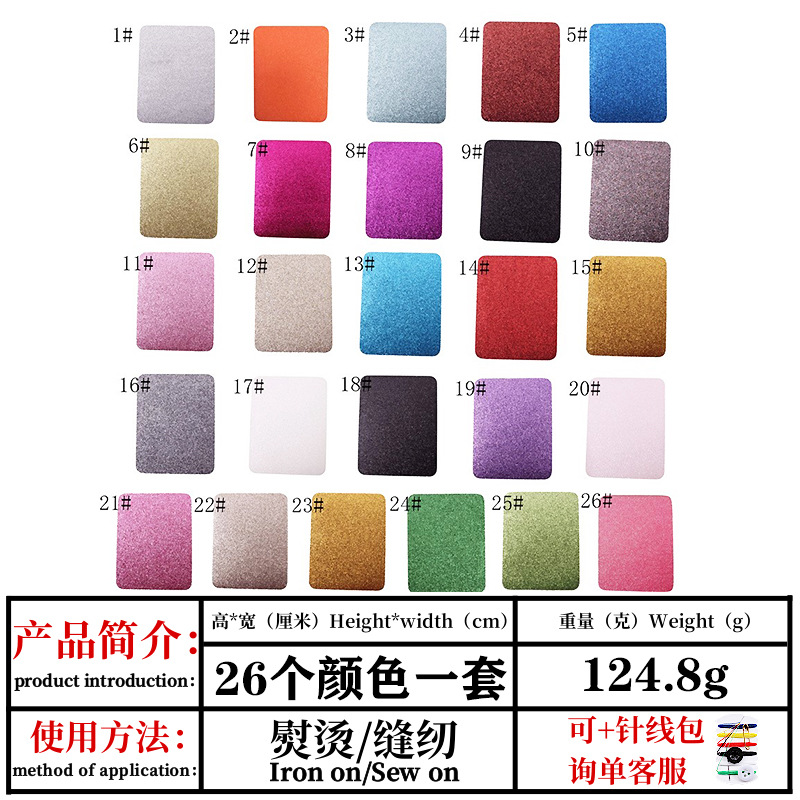 1# 2# 3# 4# 5#
6# 7# 8# 9# 10#
11# 12# 13# 14# 15#
16# 17# 18# 19# 20#
21# 22# 23# 24# 25# 26#
产品简介：
product introduction：
高*宽（厘米）Height*width（cm）
重量（克）Weight（g）
26个颜色一套
124.8g
使用方法：
method of application：
熨烫/缝纫
Iron on/Sew on
可+针线包
询单客服